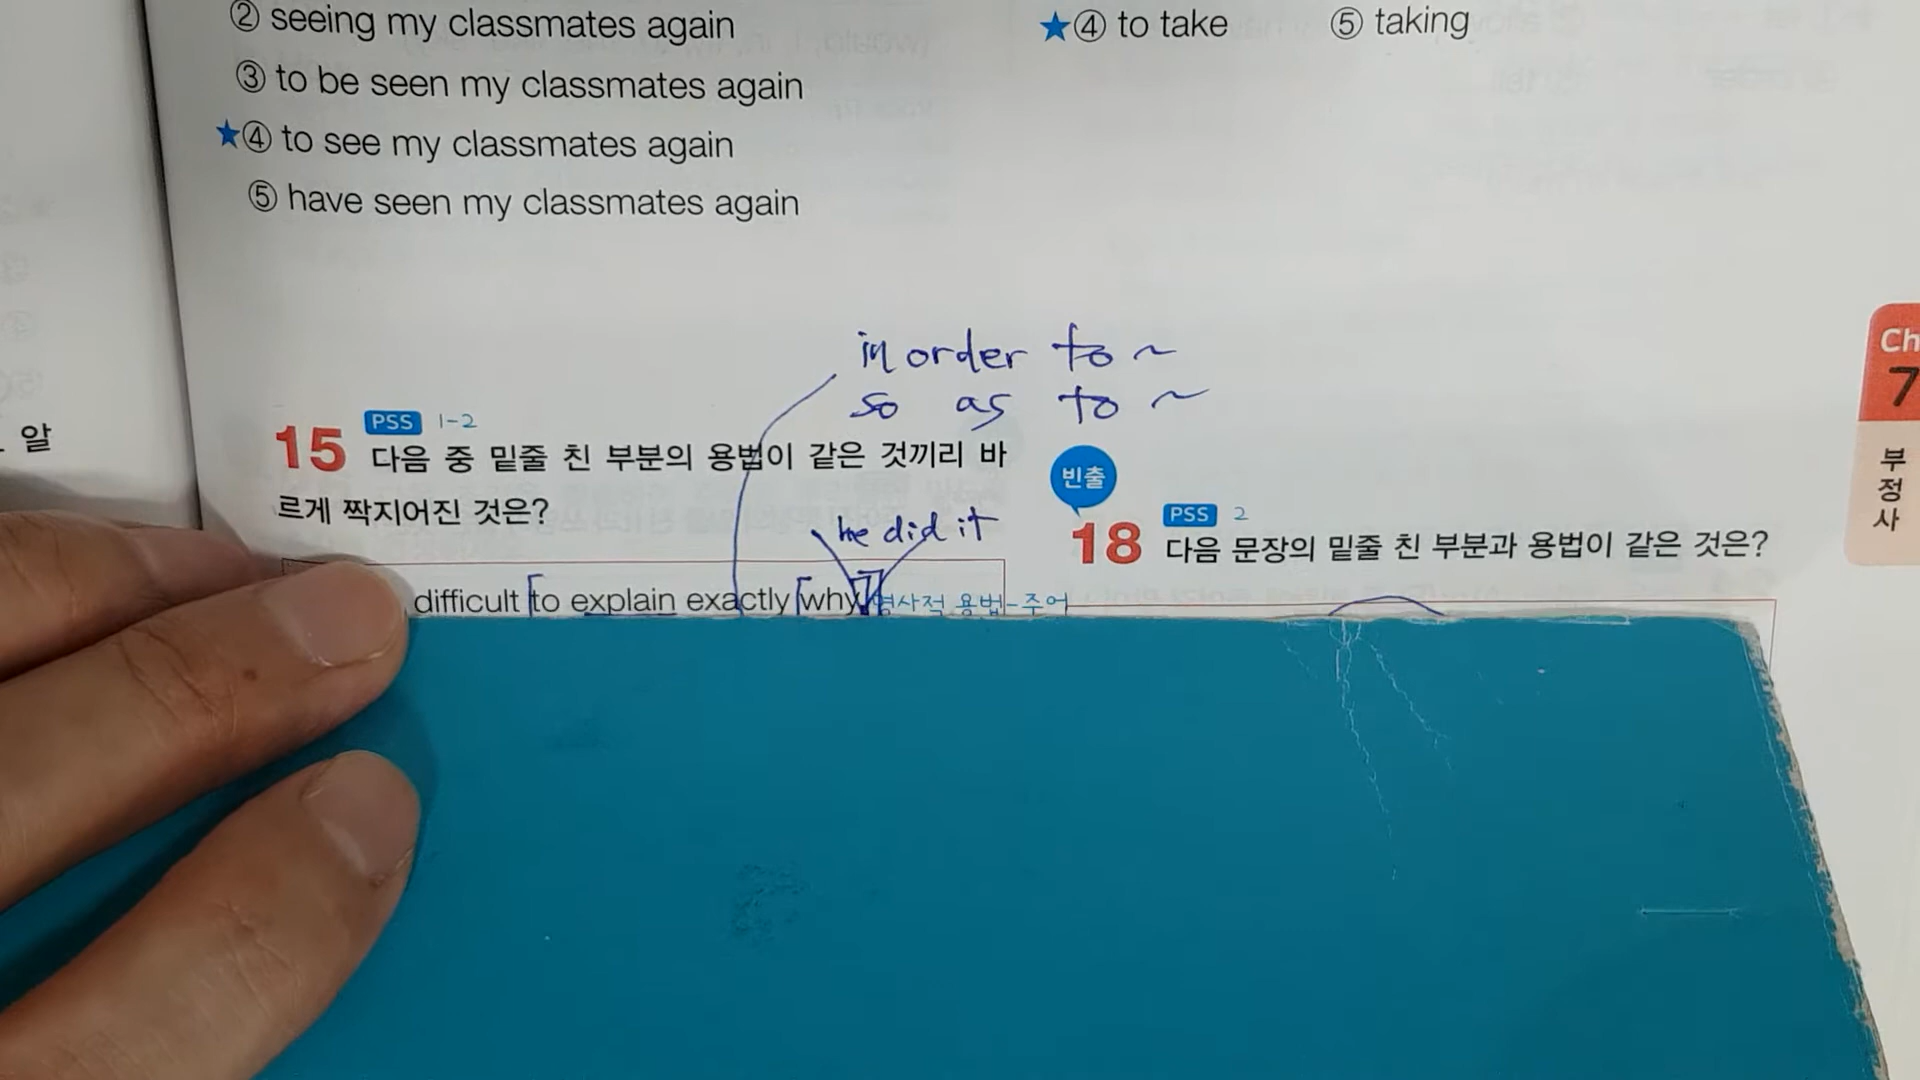 ② seeing my classmates again
③ to be seen my classmates again
★④ to see my classmates again
⑤ have seen my classmates again
★④ to take ⑤ taking
알
in order to ~
so as to ~
15 PSS 1-2
다음 중 밑줄 친 부분의 용법이 같은 것끼리 바
르게 짝지어진 것은?
he did it
difficult to explain exactly why
명사적 용법-주어
빈출
18 PSS 2
다음 문장의 밑줄 친 부분과 용법이 같은 것은?
Ch
7
부정사